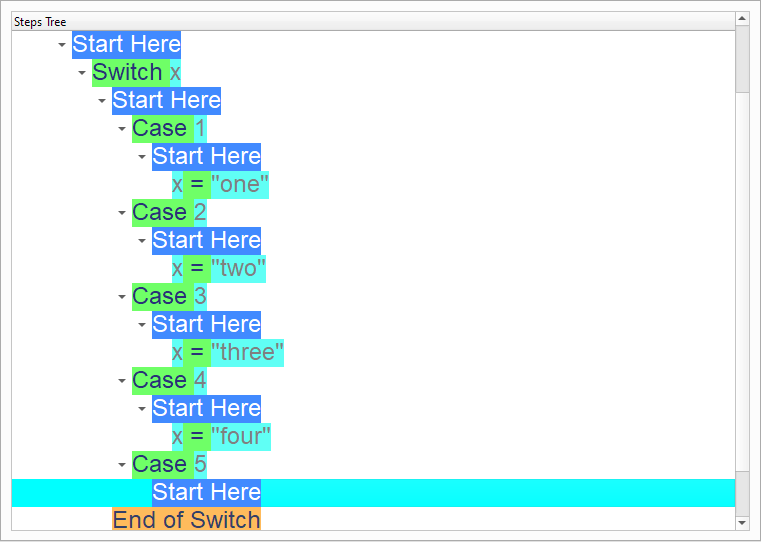 Steps Tree
Start Here
Switch x
Start Here
Case 1
Start Here
x = "one"
Case 2
Start Here
x = "two"
Case 3
Start Here
x = "three"
Case 4
Start Here
x = "four"
Case 5
Start Here
End of Switch